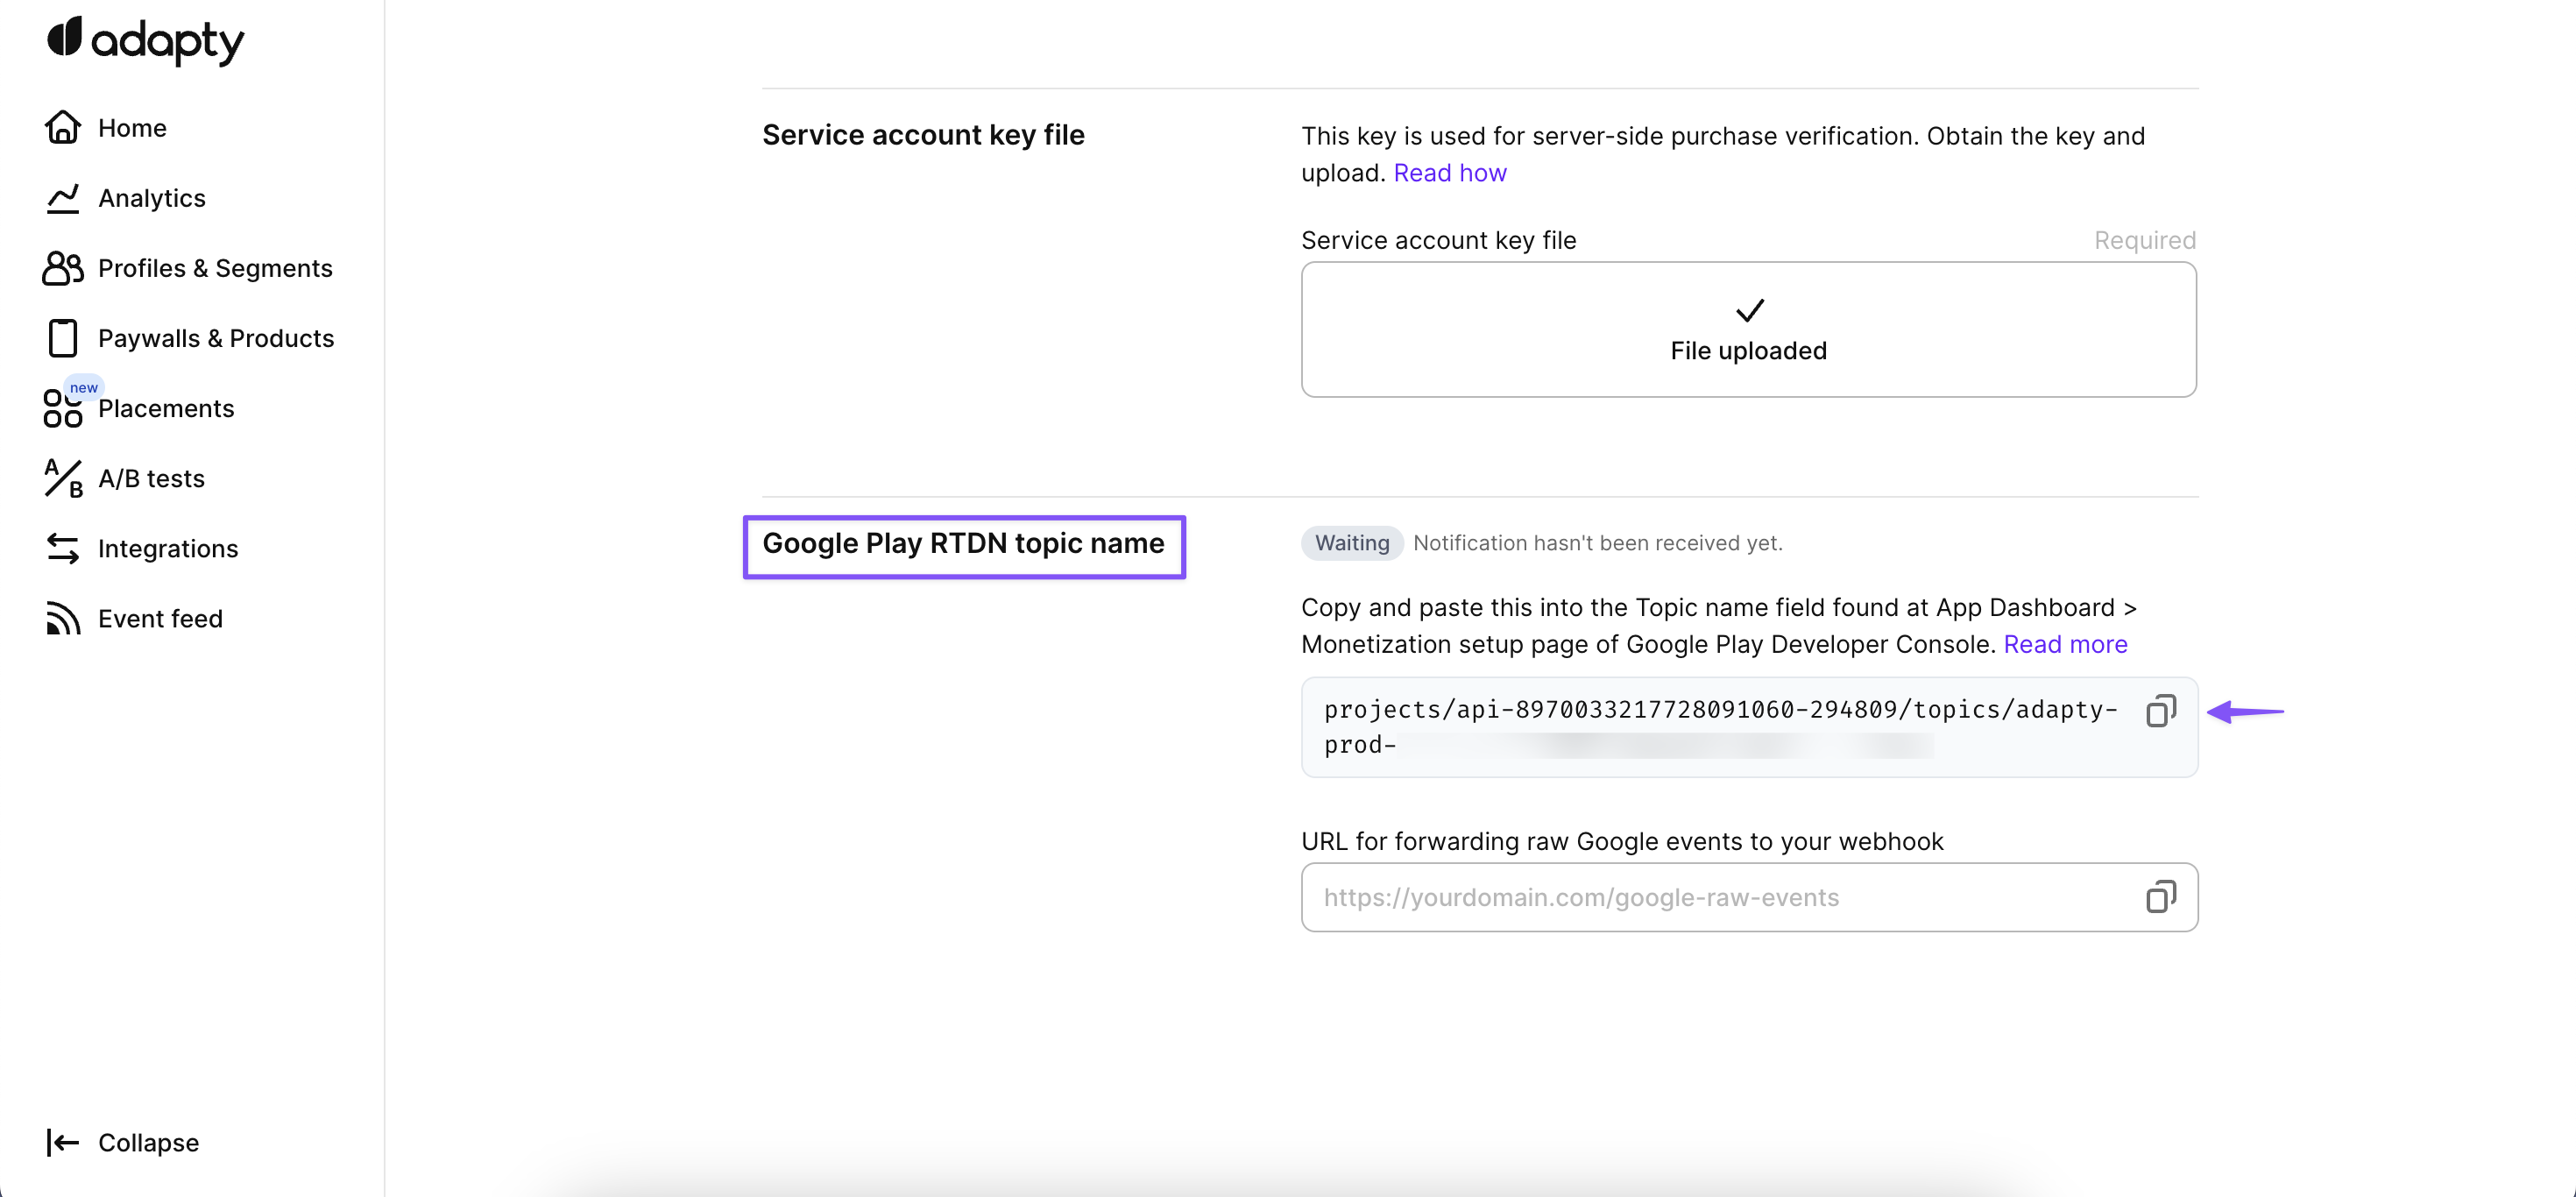 adapty
Home
Analytics
Profiles & Segments
Paywalls & Products
new
Placements
A/B
A/B tests
Integrations
Event feed
Collapse
Service account key file
This key is used for server-side purchase verification. Obtain the key and
upload. Read how
Service account key file
Required
File uploaded
Google Play RTDN topic name
Waiting
Notification hasn't been received yet.
Copy and paste this into the Topic name field found at App Dashboard >
Monetization setup page of Google Play Developer Console. Read more
projects/api-8970033217728091060-294809/topics/adapty-
prod-
URL for forwarding raw Google events to your webhook
https://yourdomain.com/google-raw-events